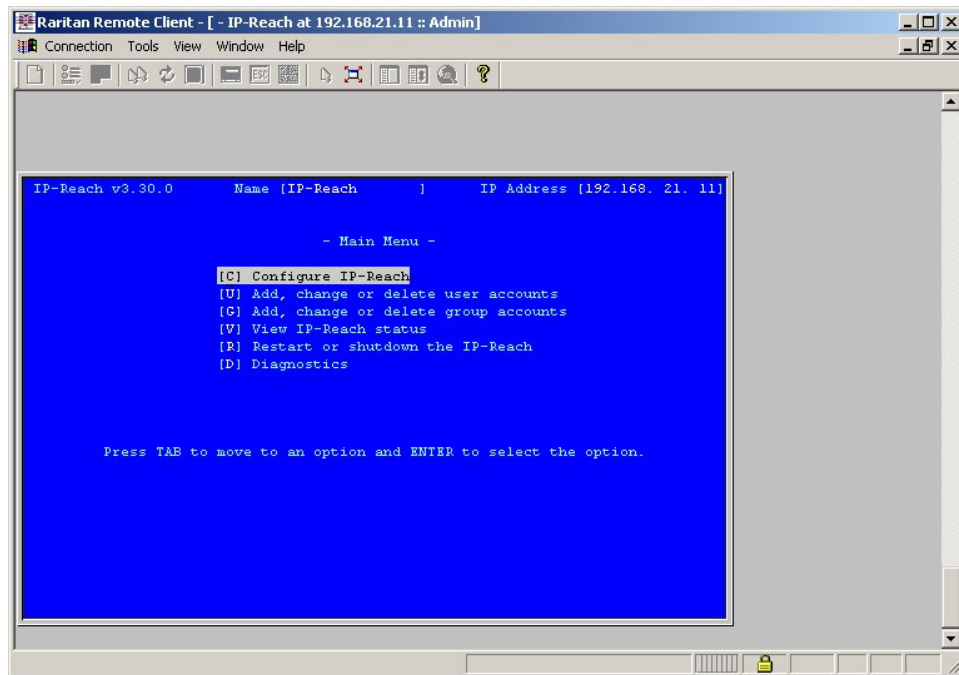 Raritan Remote Client - [ - IP-Reach at 192.168.21.11 :: Admin]
Connection Tools View Window Help
ESC
IP-Reach v3.30.0 Name [IP-Reach ] IP Address [192.168. 21. 11]
- Main Menu -
[C] Configure IP-Reach
[U] Add, change or delete user accounts
[G] Add, change or delete group accounts
[V] View IP-Reach status
[R] Restart or shutdown the IP-Reach
[D] Diagnostics
Press TAB to move to an option and ENTER to select the option.